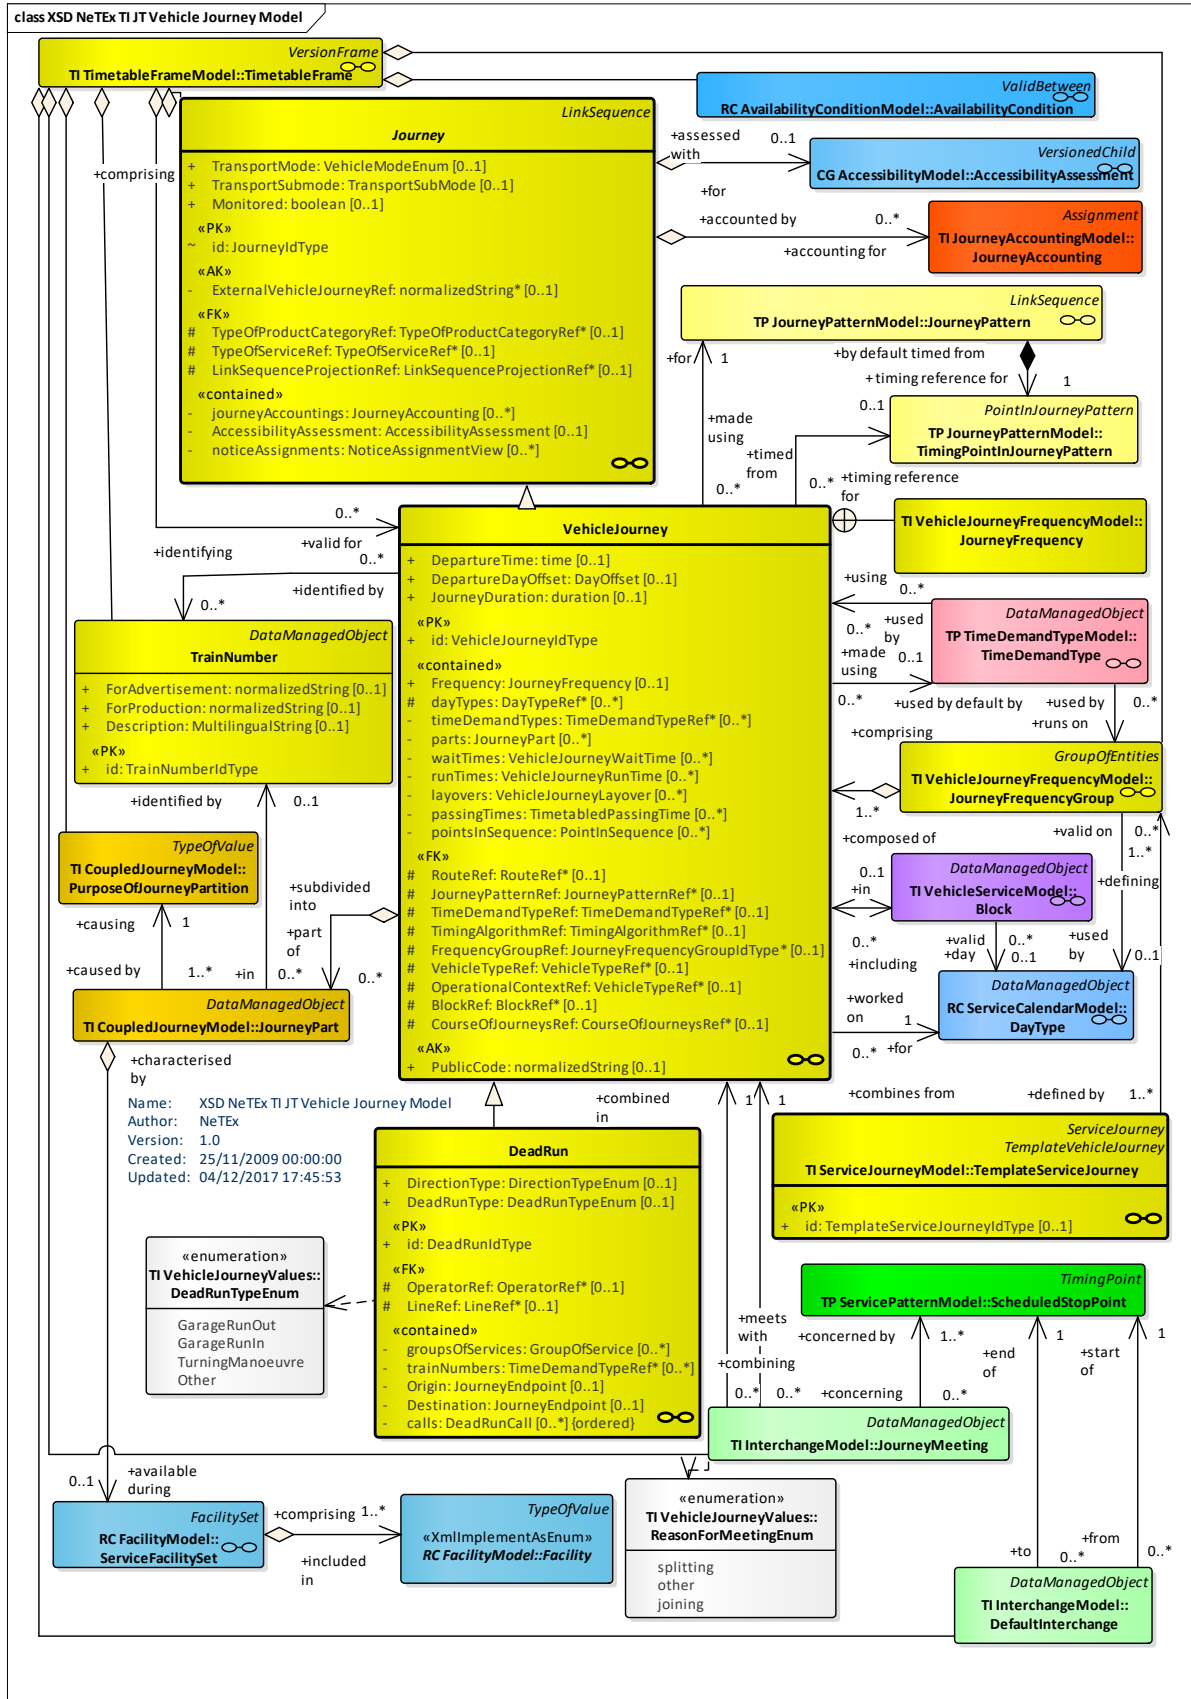 class XSD NeTEx TI JT Vehicle Journey Model
VersionFrame
TI TimetableFrameModel::TimetableFrame
ValidBetween
RC AvailabilityConditionModel::AvailabilityCondition
LinkSequence
Journey
+ TransportMode: VehicleModeEnum [0..1]
+ TransportSubmode: TransportSubMode [0..1]
+ Monitored: boolean [0..1]
«PK»
~ id: JourneyIdType
«AK»
- ExternalVehicleJourneyRef: normalizedString* [0..1]
«FK»
# TypeOfProductCategoryRef: TypeOfProductCategoryRef* [0..1]
# TypeOfServiceRef: TypeOfServiceRef* [0..1]
# LinkSequenceProjectionRef: LinkSequenceProjectionRef* [0..1]
«contained»
- journeyAccountings: JourneyAccounting [0..*]
- AccessibilityAssessment: AccessibilityAssessment [0..1]
- noticeAssignments: NoticeAssignmentView [0..*]
+comprising
+assessed
with
0..1
+for
VersionedChild
CG AccessibilityModel::AccessibilityAssessment
+accounted by
0..*
+accounting for
Assignment
TI JourneyAccountingModel::
JourneyAccounting
LinkSequence
TP JourneyPatternModel::JourneyPattern
+for
1
+by default timed from
+ timing reference for
1
0..1
PointInJourneyPattern
TP JourneyPatternModel::
TimingPointInJourneyPattern
+made
using
+timed
from
0..*
0..*
+timing reference
for
TI VehicleJourneyFrequencyModel::
JourneyFrequency
0..*
+valid for
+identifying
0..*
+identified by
0..*
VehicleJourney
+ DepartureTime: time [0..1]
+ DepartureDayOffset: DayOffset [0..1]
+ JourneyDuration: duration [0..1]
«PK»
+ id: VehicleJourneyIdType
«contained»
+ Frequency: JourneyFrequency [0..1]
# dayTypes: DayTypeRef* [0..*]
- timeDemandTypes: TimeDemandTypeRef* [0..*]
- parts: JourneyPart [0..*]
- waitTimes: VehicleJourneyWaitTime [0..*]
- runTimes: VehicleJourneyRunTime [0..*]
- layovers: VehicleJourneyLayover [0..*]
- passingTimes: TimetabledPassingTime [0..*]
- pointsInSequence: PointInSequence [0..*]
«FK»
# RouteRef: RouteRef* [0..1]
# JourneyPatternRef: JourneyPatternRef* [0..1]
# TimeDemandTypeRef: TimeDemandTypeRef* [0..1]
# TimingAlgorithmRef: TimingAlgorithmRef* [0..1]
# FrequencyGroupRef: JourneyFrequencyGroupIdType* [0..1]
# VehicleTypeRef: VehicleTypeRef* [0..1]
# OperationalContextRef: VehicleTypeRef* [0..1]
# BlockRef: BlockRef* [0..1]
# CourseOfJourneysRef: CourseOfJourneysRef* [0..1]
«AK»
+ PublicCode: normalizedString [0..1]
DataManagedObject
TrainNumber
+ ForAdvertisement: normalizedString [0..1]
+ ForProduction: normalizedString [0..1]
+ Description: MultilingualString [0..1]
«PK»
+ id: TrainNumberIdType
+using
0..*
0..*
+used
by
+made
using
0..1
0..*
DataManagedObject
TP TimeDemandTypeModel::
TimeDemandType
+used by default by
+used by
0..*
+runs on
+comprising
GroupOfEntities
TI VehicleJourneyFrequencyModel::
JourneyFrequencyGroup
1..*
+composed of
+valid on
0..*
1..*
+identified by
0..1
TypeOfValue
TI CoupledJourneyModel::
PurposeOfJourneyPartition
+causing
1
+caused by
1..*
+in
0..*
+subdivided
into
+part
of
0..*
DataManagedObject
TI CoupledJourneyModel::JourneyPart
0..1
+in
DataManagedObject
TI VehicleServiceModel::
Block
+defining
0..*
+including
+valid
+day
0..*
0..1
+used
by
0..1
+worked
on
1
0..*
+for
DataManagedObject
RC ServiceCalendarModel::
DayType
+characterised
by
Name: XSD NeTEx TI JT Vehicle Journey Model
Author: NeTEx
Version: 1.0
Created: 25/11/2009 00:00:00
Updated: 04/12/2017 17:45:53
+combined
in
1
1
+combines from
+defined by
1..*
ServiceJourney
TemplateVehicleJourney
TI ServiceJourneyModel::TemplateServiceJourney
«PK»
+ id: TemplateServiceJourneyIdType [0..1]
DeadRun
+ DirectionType: DirectionTypeEnum [0..1]
+ DeadRunType: DeadRunTypeEnum [0..1]
«PK»
+ id: DeadRunIdType
«FK»
# OperatorRef: OperatorRef* [0..1]
# LineRef: LineRef* [0..1]
«contained»
- groupsOfServices: GroupOfService [0..*]
- trainNumbers: TimeDemandTypeRef* [0..*]
- Origin: JourneyEndpoint [0..1]
- Destination: JourneyEndpoint [0..1]
- calls: DeadRunCall [0..*] {ordered}
«enumeration»
TI VehicleJourneyValues::
DeadRunTypeEnum
GarageRunOut
GarageRunIn
TurningManoeuvre
Other
TimingPoint
TP ServicePatternModel::ScheduledStopPoint
+meets
with
+combining
0..*
0..*
+concerned by
1..*
+concerning
0..*
+end
of
1
+start
of
1
DataManagedObject
TI InterchangeModel::JourneyMeeting
0..1
+available
during
FacilitySet
RC FacilityModel::
ServiceFacilitySet
+comprising
1..*
+included
in
TypeOfValue
«XmlImplementAsEnum»
RC FacilityModel::Facility
«enumeration»
TI VehicleJourneyValues::
ReasonForMeetingEnum
splitting
other
joining
+to
0..*
+from
0..*
DataManagedObject
TI InterchangeModel::
DefaultInterchange